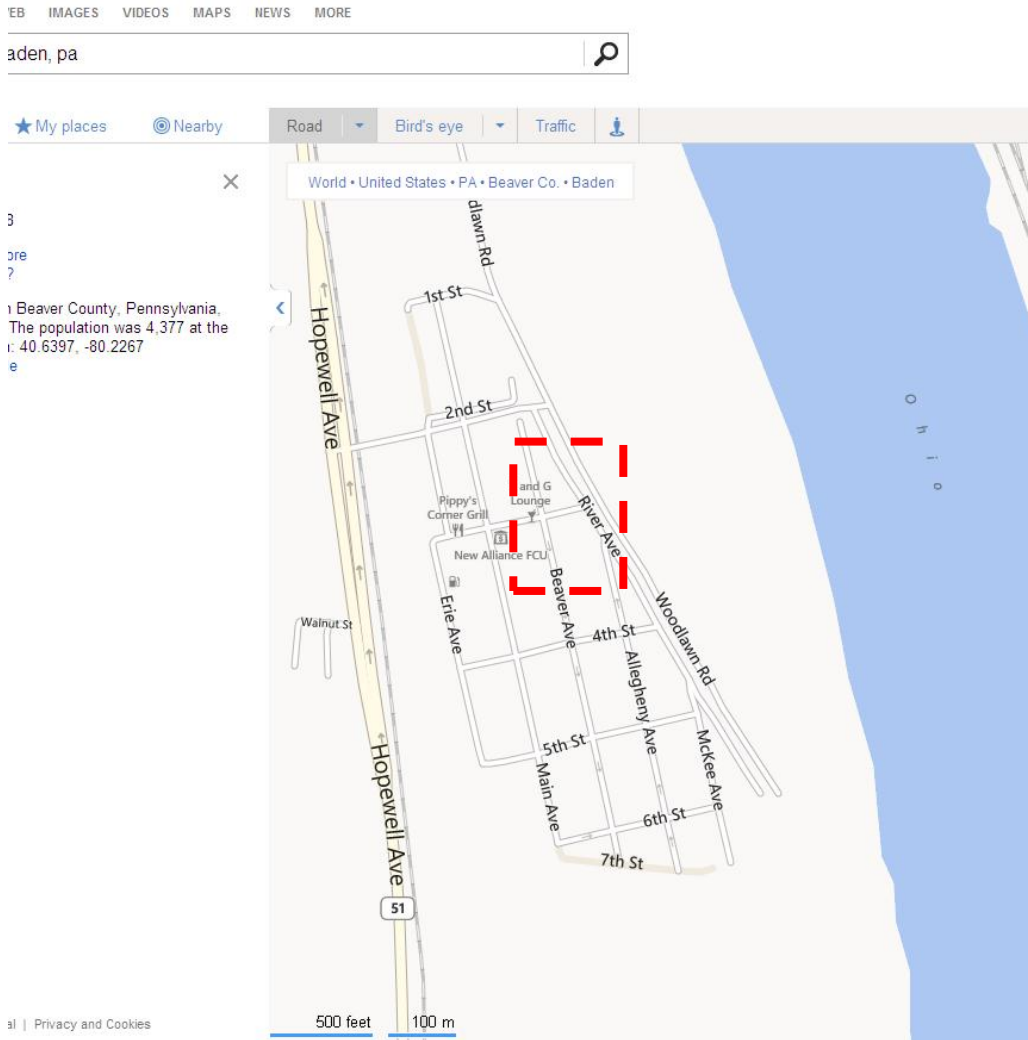 EB IMAGES VIDEOS MAPS NEWS MORE
aden, pa
My places Nearby
Road Bird's eye Traffic
World • United States • PA • Beaver Co. • Baden
3
ore
?
n Beaver County, Pennsylvania,
The population was 4,377 at the
: 40.6397, -80.2267
e
dlawn Rd
1st St
Hopewell Ave
2nd St
Ohio
and G
Lounge
Pippy's
Corner Grill
River Ave
New Alliance FCU
Beaver Ave
Erie Ave
Walnut St
4th St
Woodlawn Rd
Allegheny Ave
5th St
McKee Ave
Hopewell Ave
Main Ave
6th St
7th St
51
al | Privacy and Cookies
500 feet 100 m